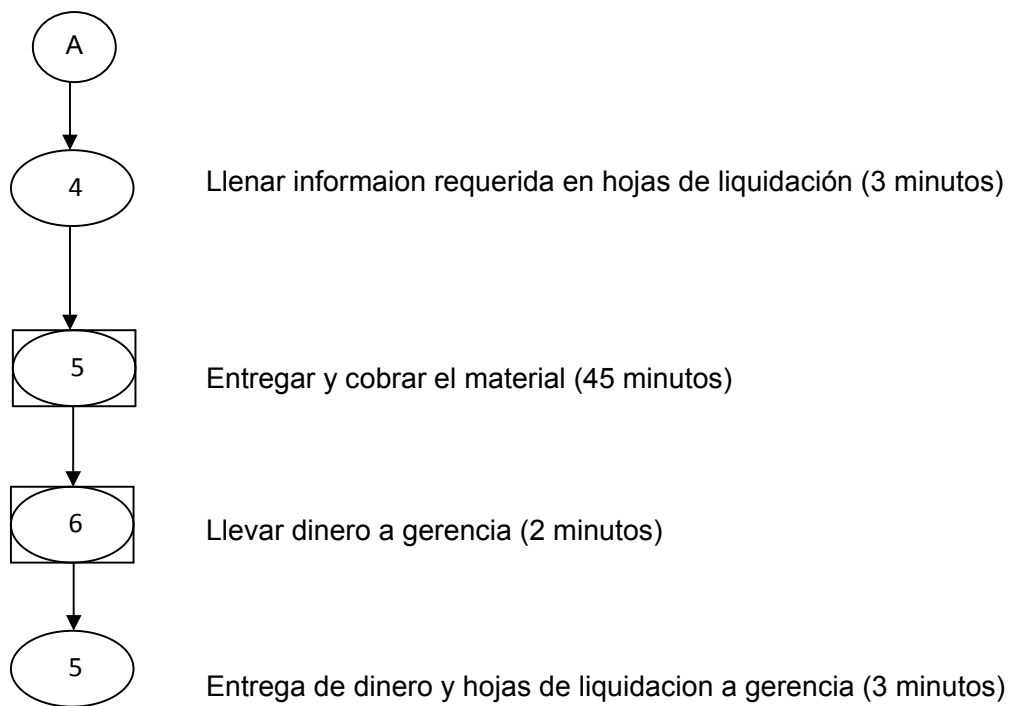 A
4
Llenar informaion requerida en hojas de liquidación (3 minutos)
5
Entregar y cobrar el material (45 minutos)
6
Llevar dinero a gerencia (2 minutos)
5
Entrega de dinero y hojas de liquidacion a gerencia (3 minutos)